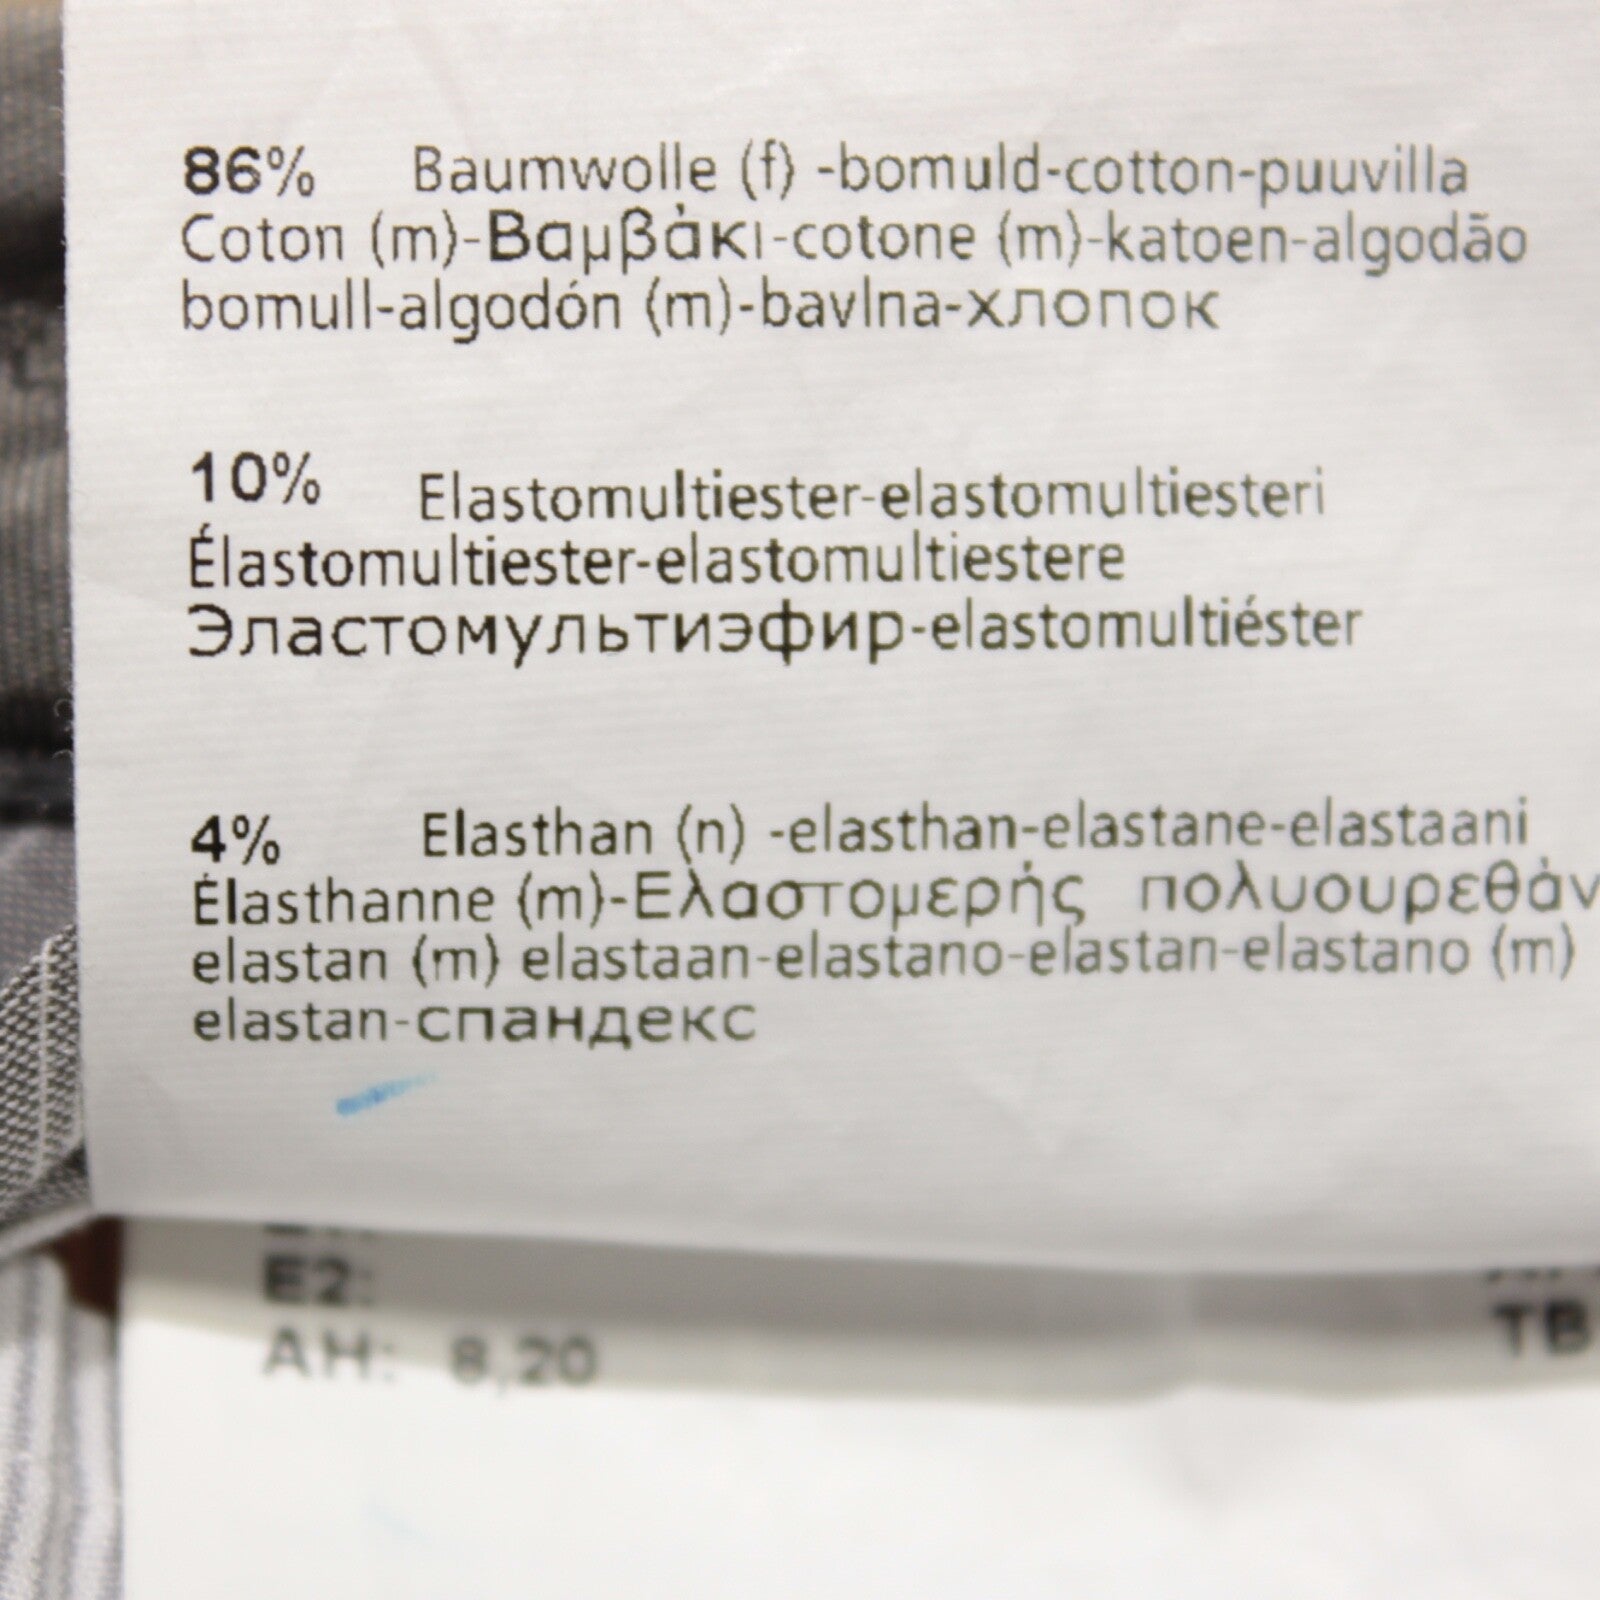 86% Baumwolle (f) -bomuld-cotton-puuvilla
Coton (m)-Βαμβάκι-cotone (m)-katoen-algodão
bomull-algodón (m)-bavlna-хлопок
10% Elastomultiester-elastomultiesteri
Élastomultiester-elastomultiestere
Эластомультиэфир-elastomultiéster
4% Elasthan (n) -elasthan-elastane-elastaani
Élasthanne (m)-Ελαστομερής πολυουρεθάν
elastan (m) elastaan-elastano-elastan-elastano (m)
elastan-спандекс
E2:
AH: 8,20 TB